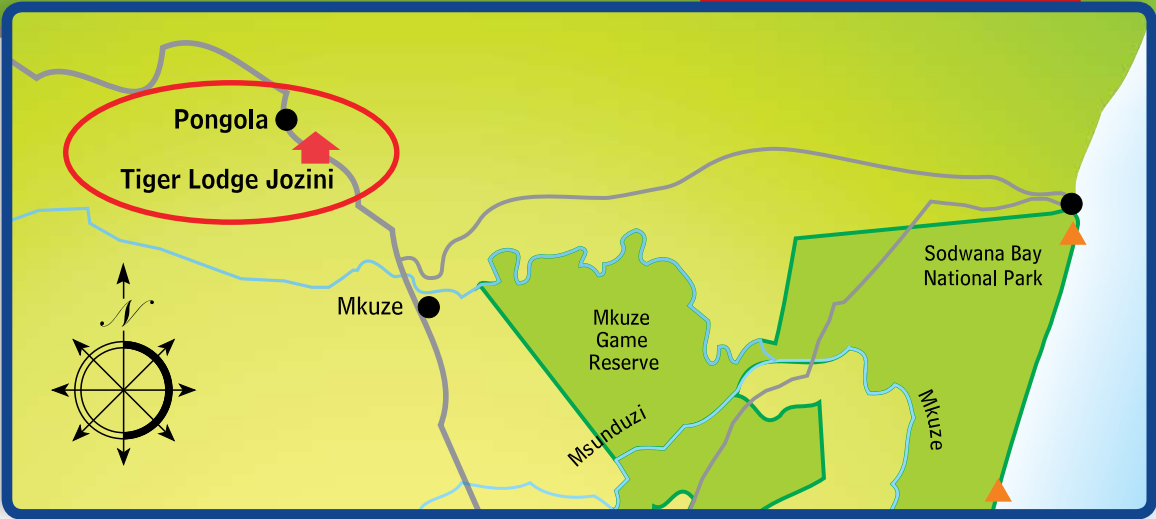 Pongola
Tiger Lodge Jozini
Sodwana Bay
National Park
Mkuze
N
Mkuze
Game
Reserve
Msunduzi
Mkuze